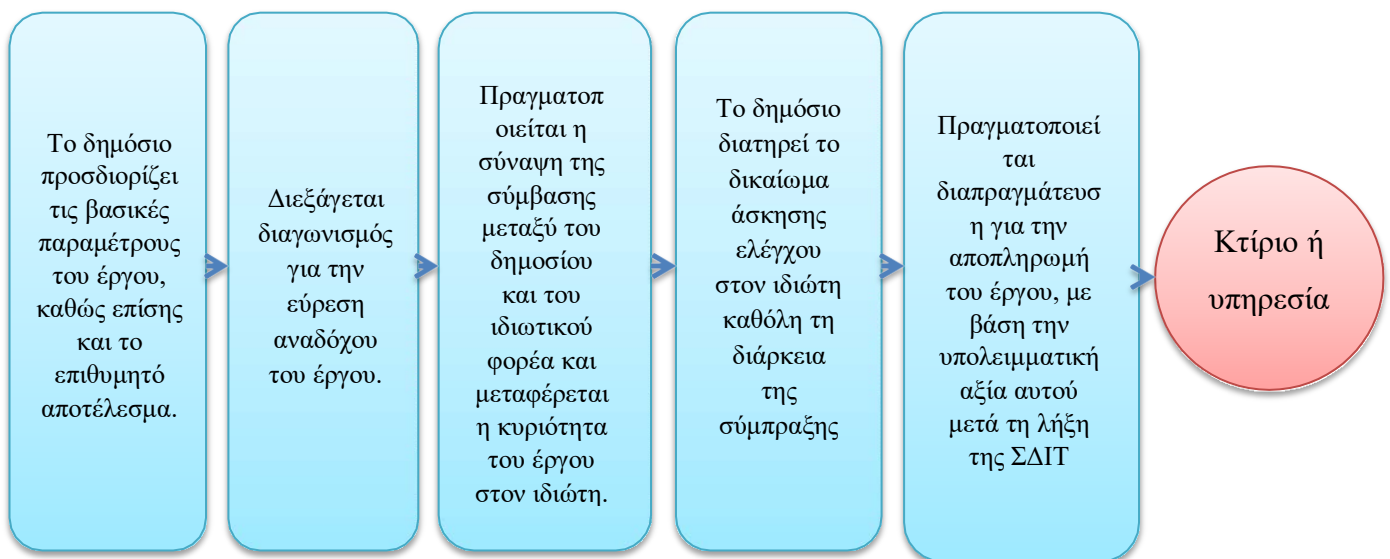 Το δημόσιο
προσδιορίζει
τις βασικές
παραμέτρους
του έργου,
καθώς επίσης
και το
επιθυμητό
αποτέλεσμα.
Διεξάγεται
διαγωνισμός
για την
εύρεση
αναδόχου
του έργου.
Πραγματοπ
οιείται η
σύναψη της
σύμβασης
μεταξύ του
δημοσίου
και του
ιδιωτικού
φορέα και
μεταφέρεται
η κυριότητα
του έργου
στον ιδιώτη.
Το δημόσιο
διατηρεί το
δικαίωμα
άσκησης
ελέγχου
στον ιδιώτη
καθόλη τη
διάρκεια
της
σύμπραξης
Πραγματοποιεί
ται
διαπραγμάτευσ
η για την
αποπληρωμή
του έργου, με
βάση την
υπολειμματική
αξία αυτού
μετά τη λήξη
της ΣΔΙΤ
Κτίριο ή
υπηρεσία